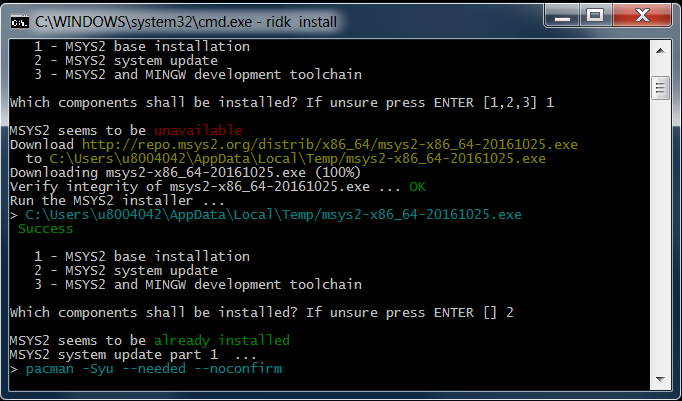 C:\WINDOWS\system32\cmd.exe - ridk install
1 - MSYS2 base installation
2 - MSYS2 system update
3 - MSYS2 and MINGW development toolchain
Which components shall be installed? If unsure press ENTER [1,2,3] 1
MSYS2 seems to be unavailable
Download http://repo.msys2.org/distrib/x86_64/msys2-x86_64-20161025.exe
to C:\Users\u8004042\AppData\Local\Temp/msys2-x86_64-20161025.exe
Downloading msys2-x86_64-20161025.exe (100%)
Verify integrity of msys2-x86_64-20161025.exe ... OK
Run the MSYS2 installer ...
> C:\Users\u8004042\AppData\Local\Temp/msys2-x86_64-20161025.exe
Success
1 - MSYS2 base installation
2 - MSYS2 system update
3 - MSYS2 and MINGW development toolchain
Which components shall be installed? If unsure press ENTER [] 2
MSYS2 seems to be already installed
MSYS2 system update part 1  ...
> pacman -Syu --needed --noconfirm